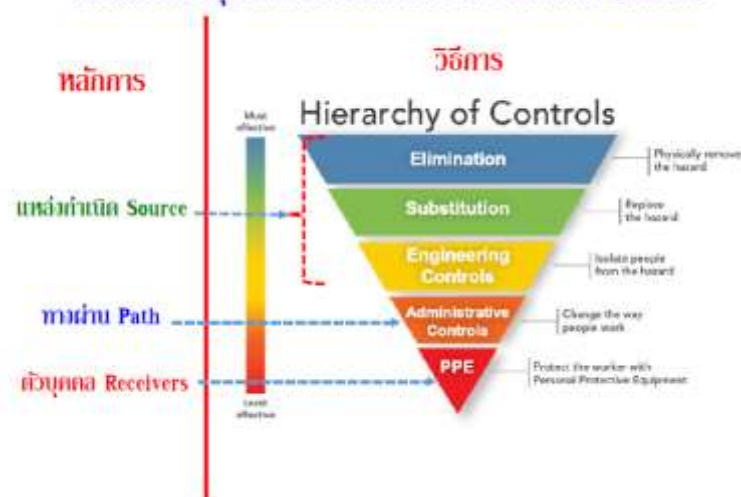 หลักการ
วิธีการ
Hierarchy of Controls
Most
effective
Elimination
Physically remove
the hazard
แหล่งกำเนิด Source
Substitution
Replace
the hazard
Engineering
Controls
Isolate people
from the hazard
ทางผ่าน Path
Administrative
Controls
Change the way
people work
ตัวบุคคล Receivers
PPE
Protect the worker with
Personal Protective Equipment
Least
effective